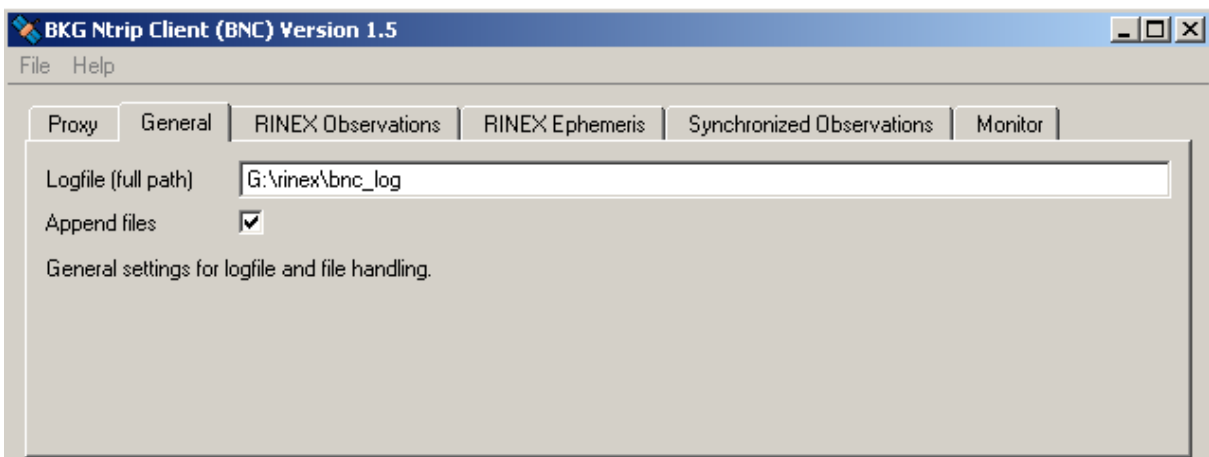 BKG Ntrip Client (BNC) Version 1.5
File Help
Proxy General RINEX Observations RINEX Ephemeris Synchronized Observations Monitor
Logfile (full path) G:\rinex\bnc_log
Append files
General settings for logfile and file handling.